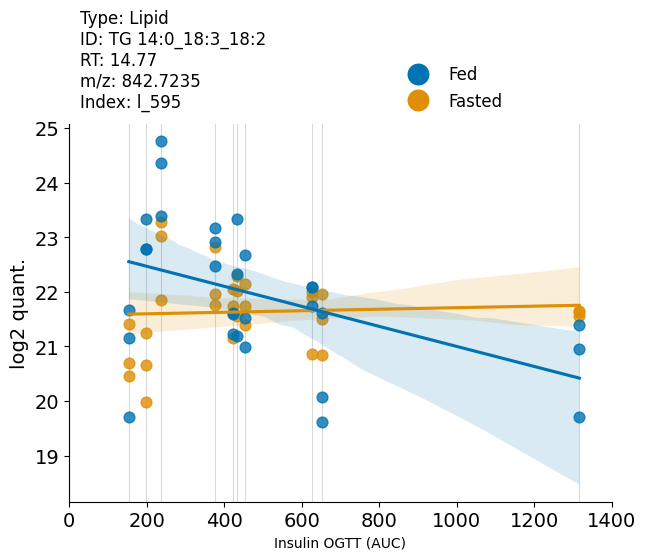 Type: Lipid
ID: TG 14:0_18:3_18:2
RT: 14.77
m/z: 842.7235
Index: l_595
Fed
Fasted
25
24
23
22
21
20
19
log2 quant.
0 200 400 600 800 1000 1200 1400
Insulin OGTT (AUC)